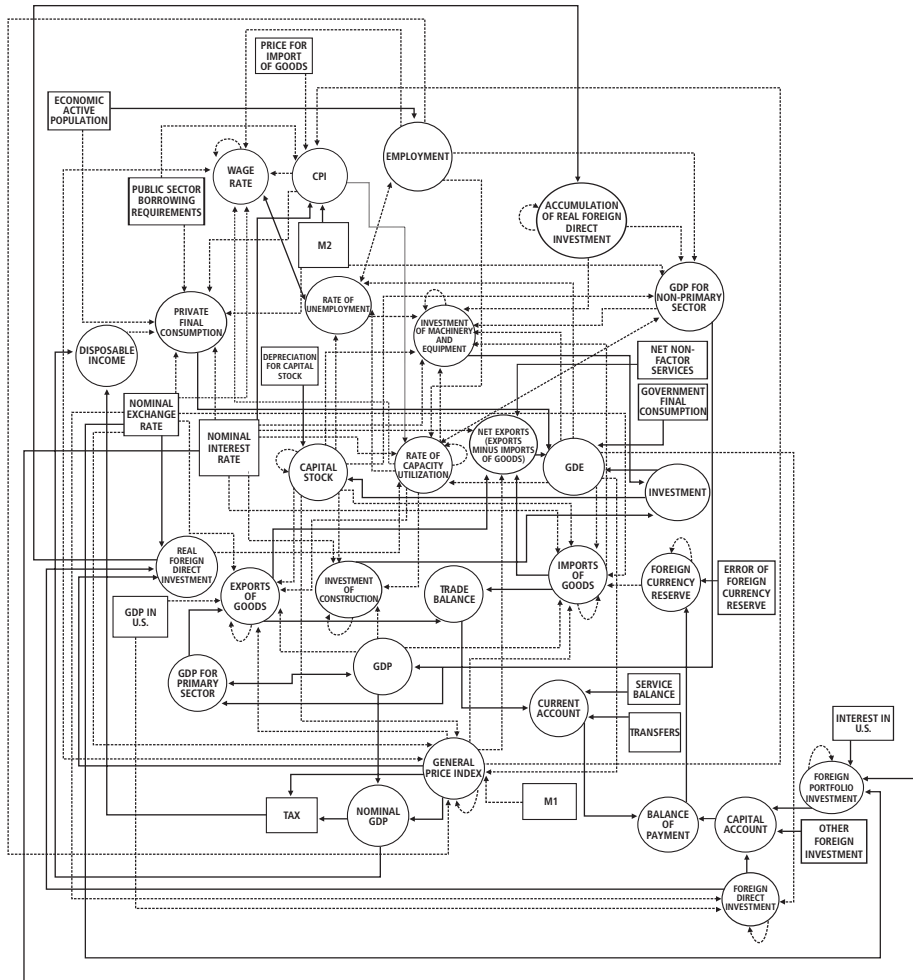 PRICE FOR
IMPORT
OF GOODS
ECONOMIC
ACTIVE
POPULATION
EMPLOYMENT
WAGE
RATE
CPI
PUBLIC SECTOR
BORROWING
REQUIREMENTS
ACCUMULATION
OF REAL FOREIGN
DIRECT
INVESTMENT
M2
GDP FOR
NON-PRIMARY
SECTOR
RATE OF
UNEMPLOYMENT
PRIVATE
FINAL
CONSUMPTION
INVESTMENT
OF MACHINERY
AND
EQUIPMENT
DISPOSABLE
INCOME
DEPRECIATION
FOR CAPITAL
STOCK
NET NON-
FACTOR
SERVICES
GOVERNMENT
FINAL
CONSUMPTION
NOMINAL
EXCHANGE
RATE
NOMINAL
INTEREST
RATE
NET EXPORTS
(EXPORTS
MINUS IMPORTS
OF GOODS)
CAPITAL
STOCK
RATE OF
CAPACITY
UTILIZATION
GDE
INVESTMENT
REAL
FOREIGN
DIRECT
INVESTMENT
EXPORTS
OF
GOODS
INVESTMENT
OF
CONSTRUCTION
TRADE
BALANCE
IMPORTS
OF
GOODS
FOREIGN
CURRENCY
RESERVE
ERROR OF
FOREIGN
CURRENCY
RESERVE
GDP IN
U.S.
GDP FOR
PRIMARY
SECTOR
GDP
CURRENT
ACCOUNT
SERVICE
BALANCE
TRANSFERS
INTEREST IN
U.S.
GENERAL
PRICE INDEX
FOREIGN
PORTFOLIO
INVESTMENT
TAX
NOMINAL
GDP
M1
BALANCE
OF
PAYMENT
CAPITAL
ACCOUNT
OTHER
FOREIGN
INVESTMENT
FOREIGN
DIRECT
INVESTMENT